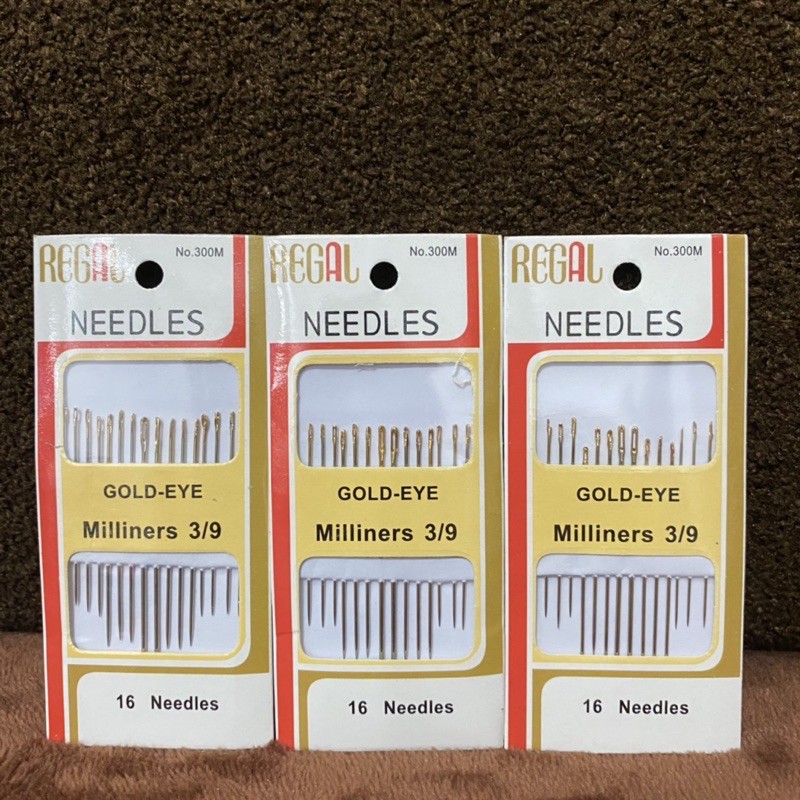 REGAL No.300M
NEEDLES
GOLD-EYE
Milliners 3/9
16 Needles
REGAL No.300M
NEEDLES
GOLD-EYE
Milliners 3/9
16 Needles
REGAL No.300M
NEEDLES
GOLD-EYE
Milliners 3/9
16 Needles